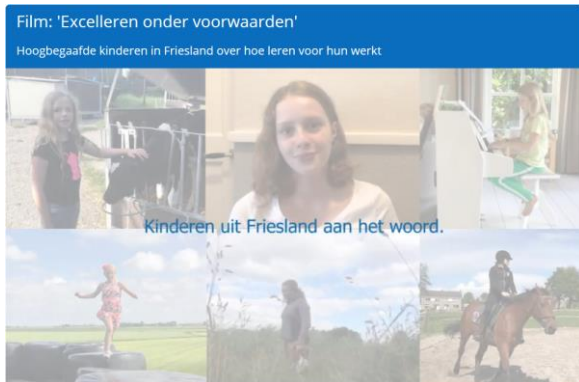 Film: 'Excelleren onder voorwaarden'
Hoogbegaafde kinderen in Friesland over hoe leren voor hun werkt
Kinderen uit Friesland aan het woord.